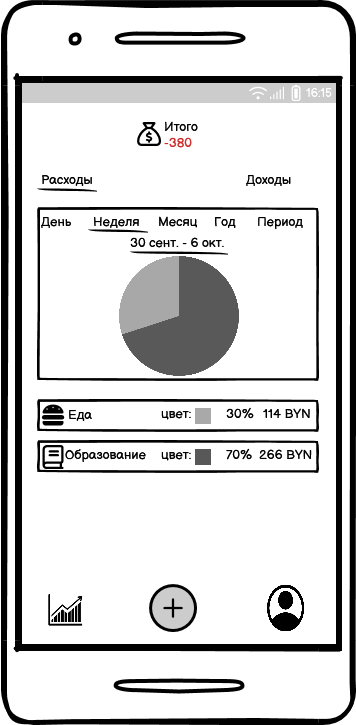 16:15
Итого
-380
Расходы Доходы
День Неделя Месяц Год Период
30 сент. - 6 окт.
Еда цвет: 30% 114 BYN
Образование цвет: 70% 266 BYN